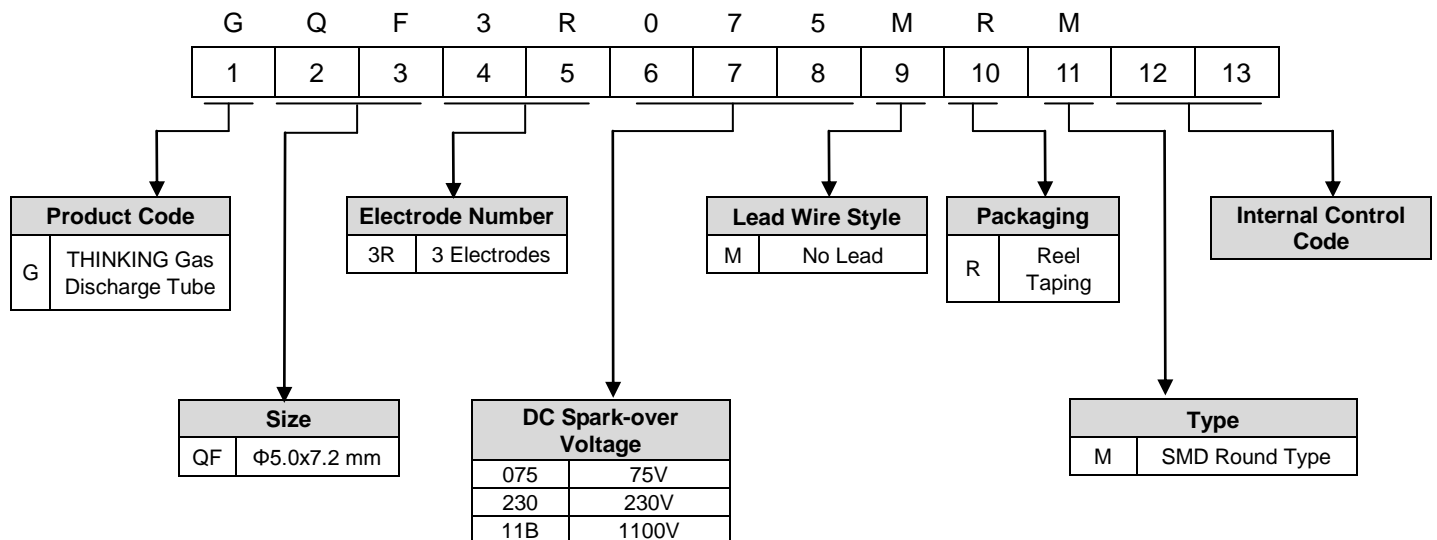 G Q F 3 R 0 7 5 M R M
1 2 3 4 5 6 7 8 9 10 11 12 13
Product Code
G THINKING Gas
Discharge Tube
Electrode Number
3R 3 Electrodes
Lead Wire Style
M No Lead
Packaging
R Reel
Taping
Internal Control
Code
Size
QF Φ5.0x7.2 mm
DC Spark-over
Voltage
075 75V
230 230V
11B 1100V
Type
M SMD Round Type